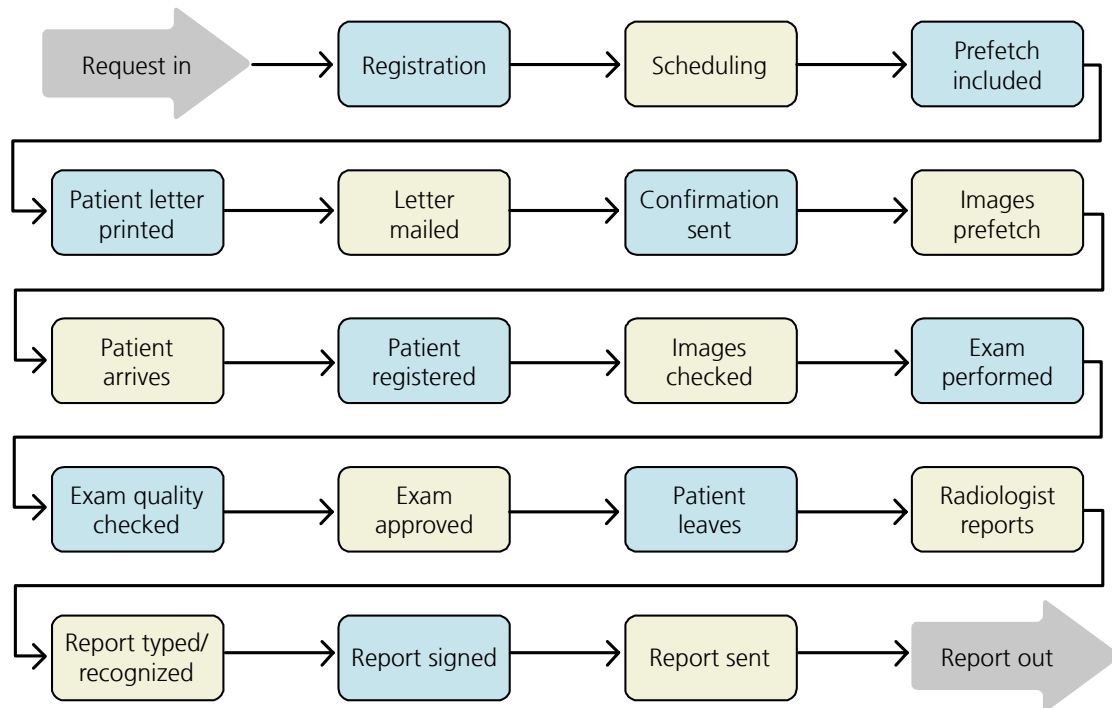 Request in
Registration
Scheduling
Prefetch
included
Patient letter
printed
Letter
mailed
Confirmation
sent
Images
prefetch
Patient
arrives
Patient
registered
Images
checked
Exam
performed
Exam quality
checked
Exam
approved
Patient
leaves
Radiologist
reports
Report typed/
recognized
Report signed
Report sent
Report out